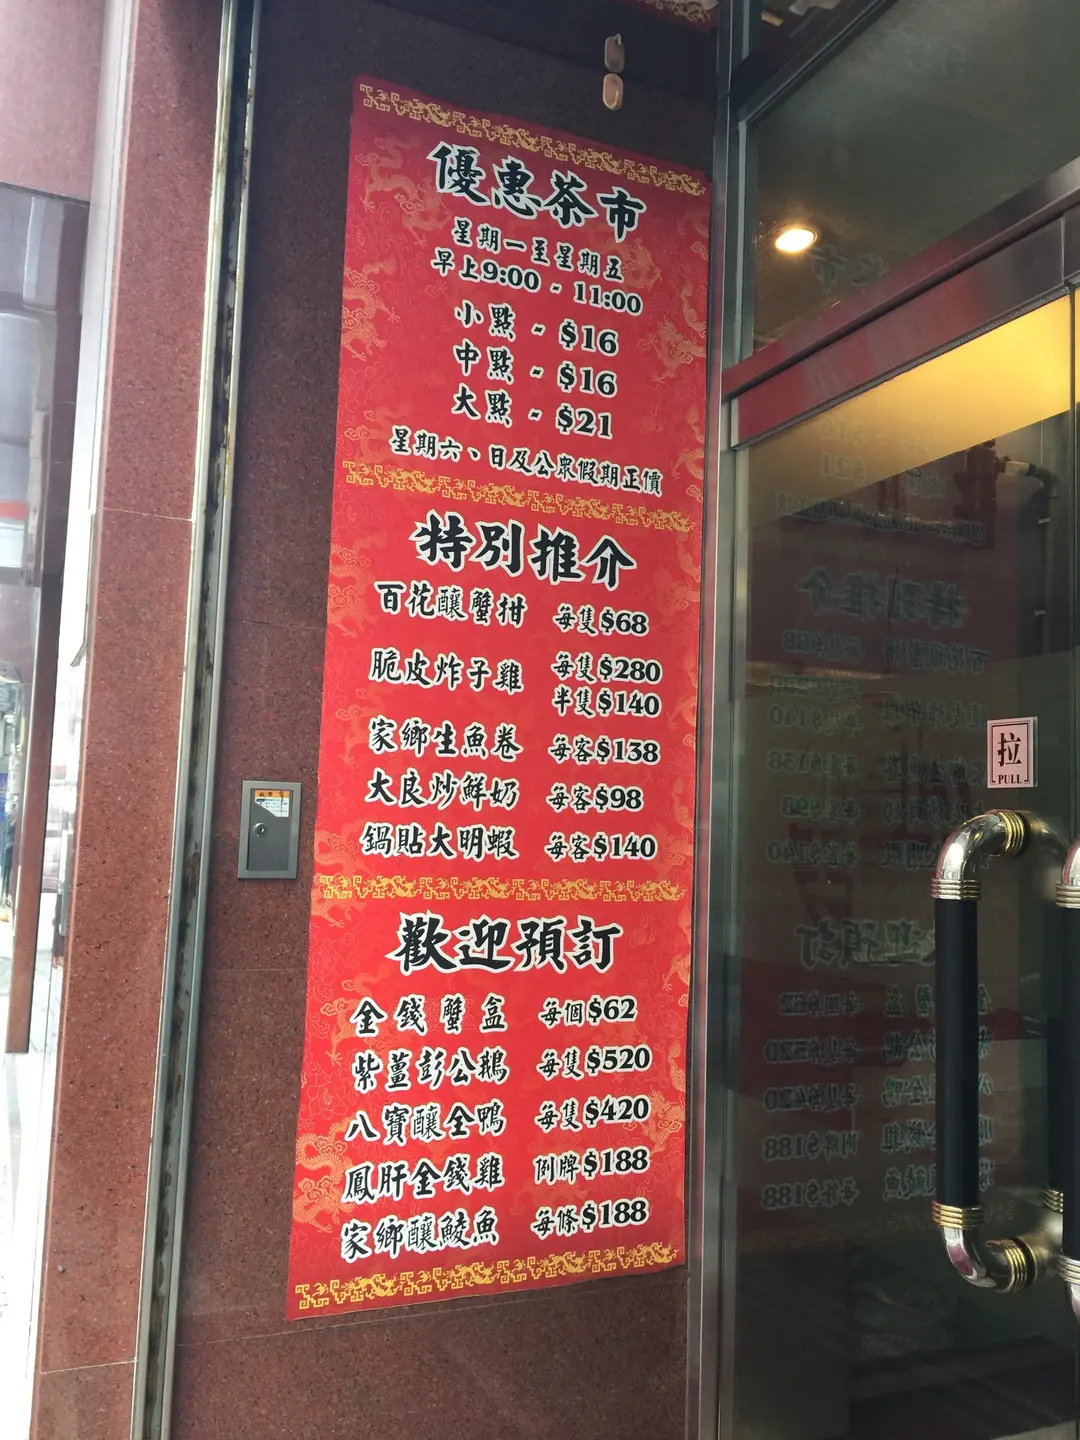 優惠茶市
星期一至星期五
早上9:00 - 11:00
小點 - $16
中點 - $16
大點 - $21
星期六、日及公眾假期正價
特別推介
百花釀蟹拑 每隻$68
脆皮炸子雞 每隻$280
半隻$140
家鄉生魚卷 每客$138
大良炒鮮奶 每客$98
鍋貼大明蝦 每客$140
歡迎預訂
金錢蟹盒 每個$62
紫薑彭公鵝 每隻$520
八寶釀全鴨 每隻$420
鳳肝金錢雞 例牌$188
家鄉釀鯪魚 每條$188
拉
PULL